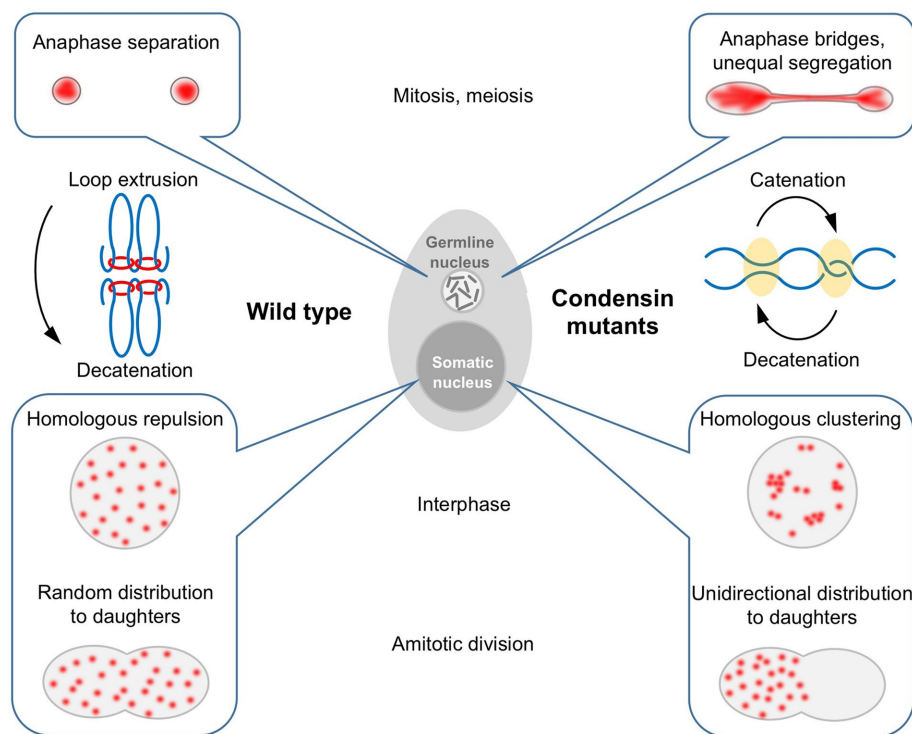 Anaphase separation
Anaphase bridges,
unequal segregation
Mitosis, meiosis
Loop extrusion
Decatenation
Catenation
Decatenation
Germline
nucleus
Wild type
Condensin
mutants
Somatic
nucleus
Homologous repulsion
Homologous clustering
Interphase
Random distribution
to daughters
Unidirectional distribution
to daughters
Amitotic division